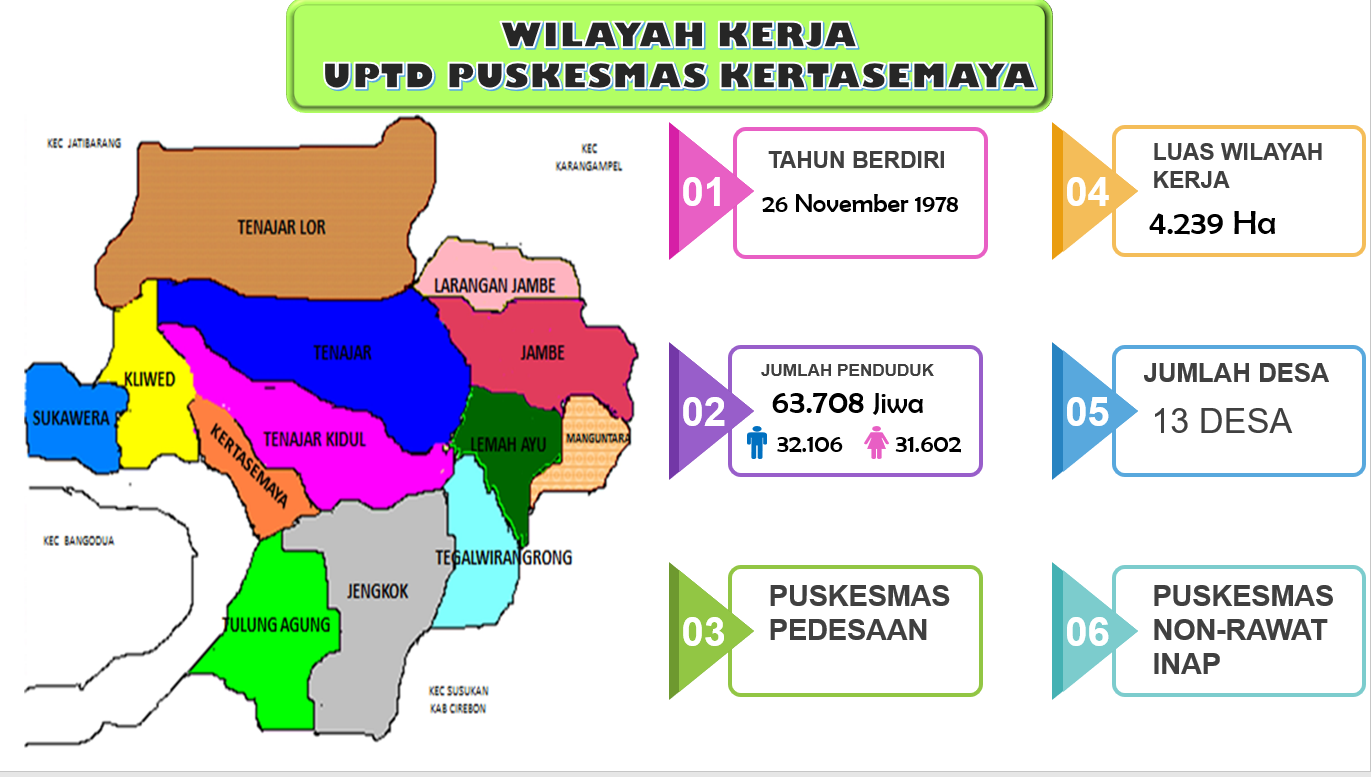 WILAYAH KERJA
UPTD PUSKESMAS KERTASEMAYA
KEC JATIBARANG
KEC
KARANGAMPEL
TENAJAR LOR
LARANGAN JAMBE
TENAJAR
JAMBE
KLIWED
SUKAWERA
TENAJAR KIDUL
LEMAH AYU
MANGUNTARA
KERTASEMAYA
KEC BANGODUA
TEGALWIRANGRONG
JENGKOK
TULUNG AGUNG
KEC SUSUKAN
KAB CIREBON
01
TAHUN BERDIRI
26 November 1978
02
JUMLAH PENDUDUK
63.708 Jiwa
32.106 31.602
03
PUSKESMAS
PEDESAAN
04
LUAS WILAYAH
KERJA
4.239 Ha
05
JUMLAH DESA
13 DESA
06
PUSKESMAS
NON-RAWAT
INAP